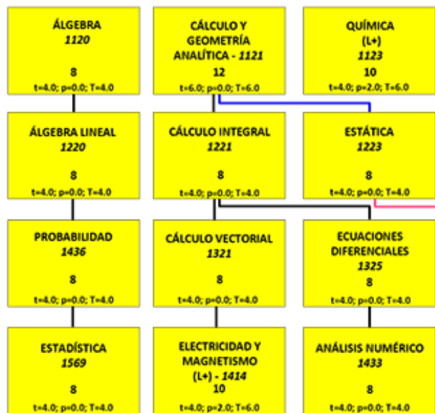 ÁLGEBRA
1120
8
t=4.0; p=0.0; T=4.0
CÁLCULO Y
GEOMETRÍA
ANALÍTICA - 1121
12
t=6.0; p=0.0; T=6.0
QUÍMICA
(L+)
1123
10
t=4.0; p=2.0; T=6.0
ÁLGEBRA LINEAL
1220
8
t=4.0; p=0.0; T=4.0
CÁLCULO INTEGRAL
1221
8
t=4.0; p=0.0; T=4.0
ESTÁTICA
1223
8
t=4.0; p=0.0; T=4.0
PROBABILIDAD
1436
8
t=4.0; p=0.0; T=4.0
CÁLCULO VECTORIAL
1321
8
t=4.0; p=0.0; T=4.0
ECUACIONES
DIFERENCIALES
1325
8
t=4.0; p=0.0; T=4.0
ESTADÍSTICA
1569
8
t=4.0; p=0.0; T=4.0
ELECTRICIDAD Y
MAGNETISMO
(L+) - 1414
10
t=4.0; p=2.0; T=6.0
ANÁLISIS NUMÉRICO
1433
8
t=4.0; p=0.0; T=4.0